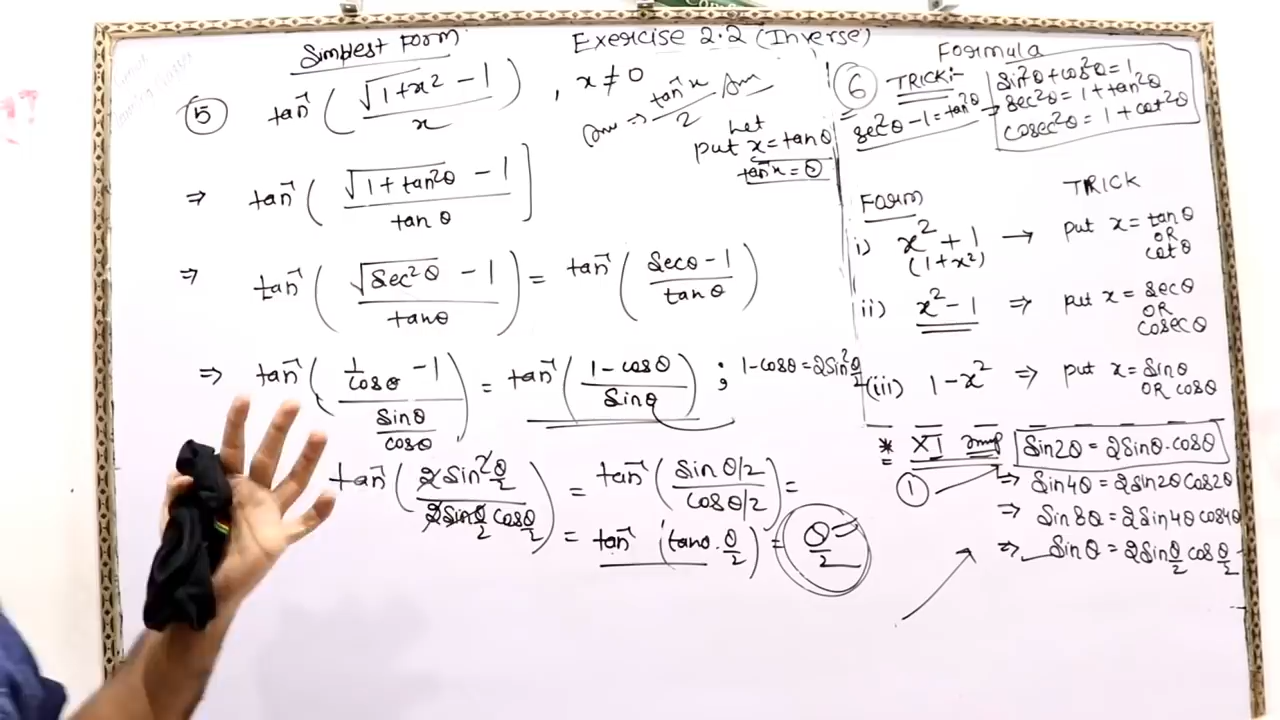 Simplest Form
Exercise 2.2 (Inverse)
5 tan⁻¹ ( (√(1+x²) − 1) / x ) , x ≠ 0
Ans ⇒ tan⁻¹x / 2 Ans
Let
put x = tanθ
tan⁻¹x = θ
⇒ tan⁻¹ ( (√(1 + tan²θ) − 1) / tan θ ]
⇒ tan⁻¹ ( (√(Sec²θ) − 1) / tanθ ) = tan⁻¹ ( (Secθ − 1) / tanθ )
⇒ tan⁻¹ ( (1/cosθ − 1) / (Sinθ / cosθ) ) = tan⁻¹ ( (1 − cosθ) / Sinθ ) ; 1−cosθ = 2Sin²θ/2
tan⁻¹ ( 2Sin²θ/2 / 2Sinθ/2 cosθ/2 ) = tan⁻¹ ( Sin θ/2 / cos θ/2 ) =
= tan⁻¹ (tanθ · θ/2) = θ/2
Formula
6 TRICK:-
Sin²θ + cos²θ = 1
Sec²θ = 1 + tan²θ
cosec²θ = 1 + cot²θ
Sec²θ − 1 = tan²θ
Form TRICK
i) x² + 1 → put x = tanθ
(1+x²) OR
cotθ
ii) x² − 1 ⇒ put x = secθ
OR
cosecθ
(iii) 1 − x² ⇒ put x = Sinθ
OR cosθ
* XI Imp Sin2θ = 2Sinθ·cosθ
1 ⇒ Sin4θ = 2Sin2θ cos2θ
⇒ Sin8θ = 2Sin4θ cos4θ
⇒ Sinθ = 2Sinθ/2 cosθ/2